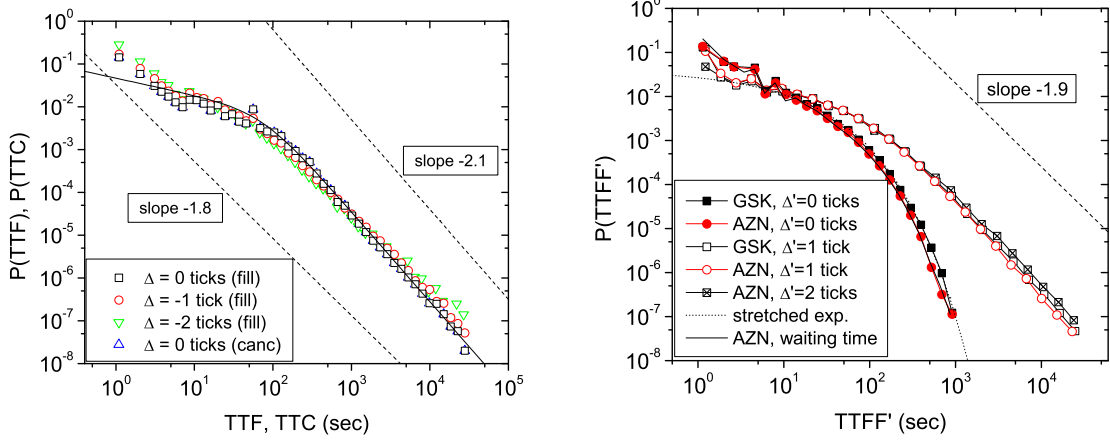 P(TTF), P(TTC)
10^0
10^-1
10^-2
10^-3
10^-4
10^-5
10^-6
10^-7
10^-8
slope -2.1
slope -1.8
Δ = 0 ticks (fill)
Δ = -1 tick (fill)
Δ = -2 ticks (fill)
Δ = 0 ticks (canc)
10^0 10^1 10^2 10^3 10^4 10^5
TTF, TTC (sec)
P(TTFF')
10^0
10^-1
10^-2
10^-3
10^-4
10^-5
10^-6
10^-7
10^-8
slope -1.9
GSK, Δ'=0 ticks
AZN, Δ'=0 ticks
GSK, Δ'=1 tick
AZN, Δ'=1 tick
AZN, Δ'=2 ticks
stretched exp.
AZN, waiting time
10^0 10^1 10^2 10^3 10^4
TTFF' (sec)